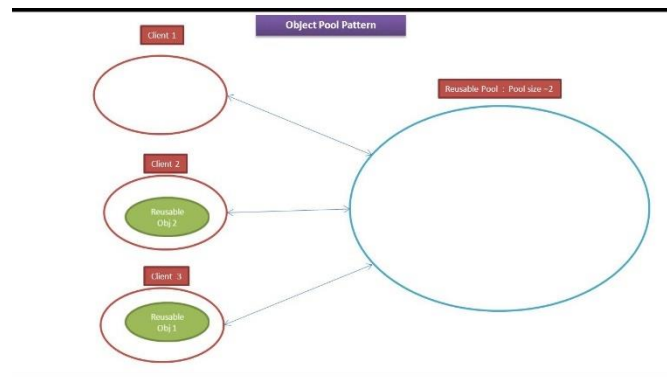 Object Pool Pattern
Client 1
Reusable Pool : Pool size –2
Client 2
Reusable
Obj 2
Client 3
Reusable
Obj 1